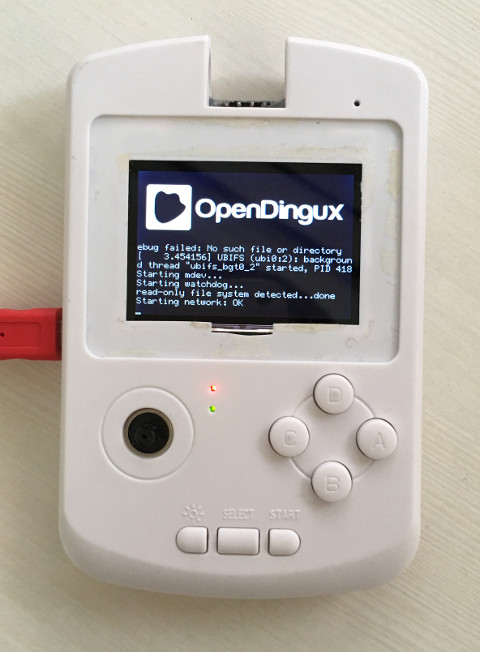 OpenDingux
ebug failed: No such file or directory
[    3.454156] UBIFS (ubi0:2): backgroun
d thread "ubifs_bgt0_2" started, PID 418
Starting mdev...
Starting watchdog...
read-only file system detected...done
Starting network: OK
D
C
A
B
SELECT
START